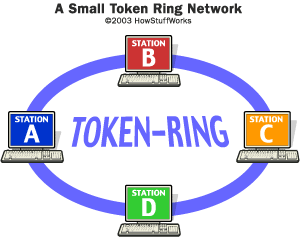 A Small Token Ring Network
©2003 HowStuffWorks
STATION
B
STATION
A
TOKEN-RING
STATION
C
STATION
D